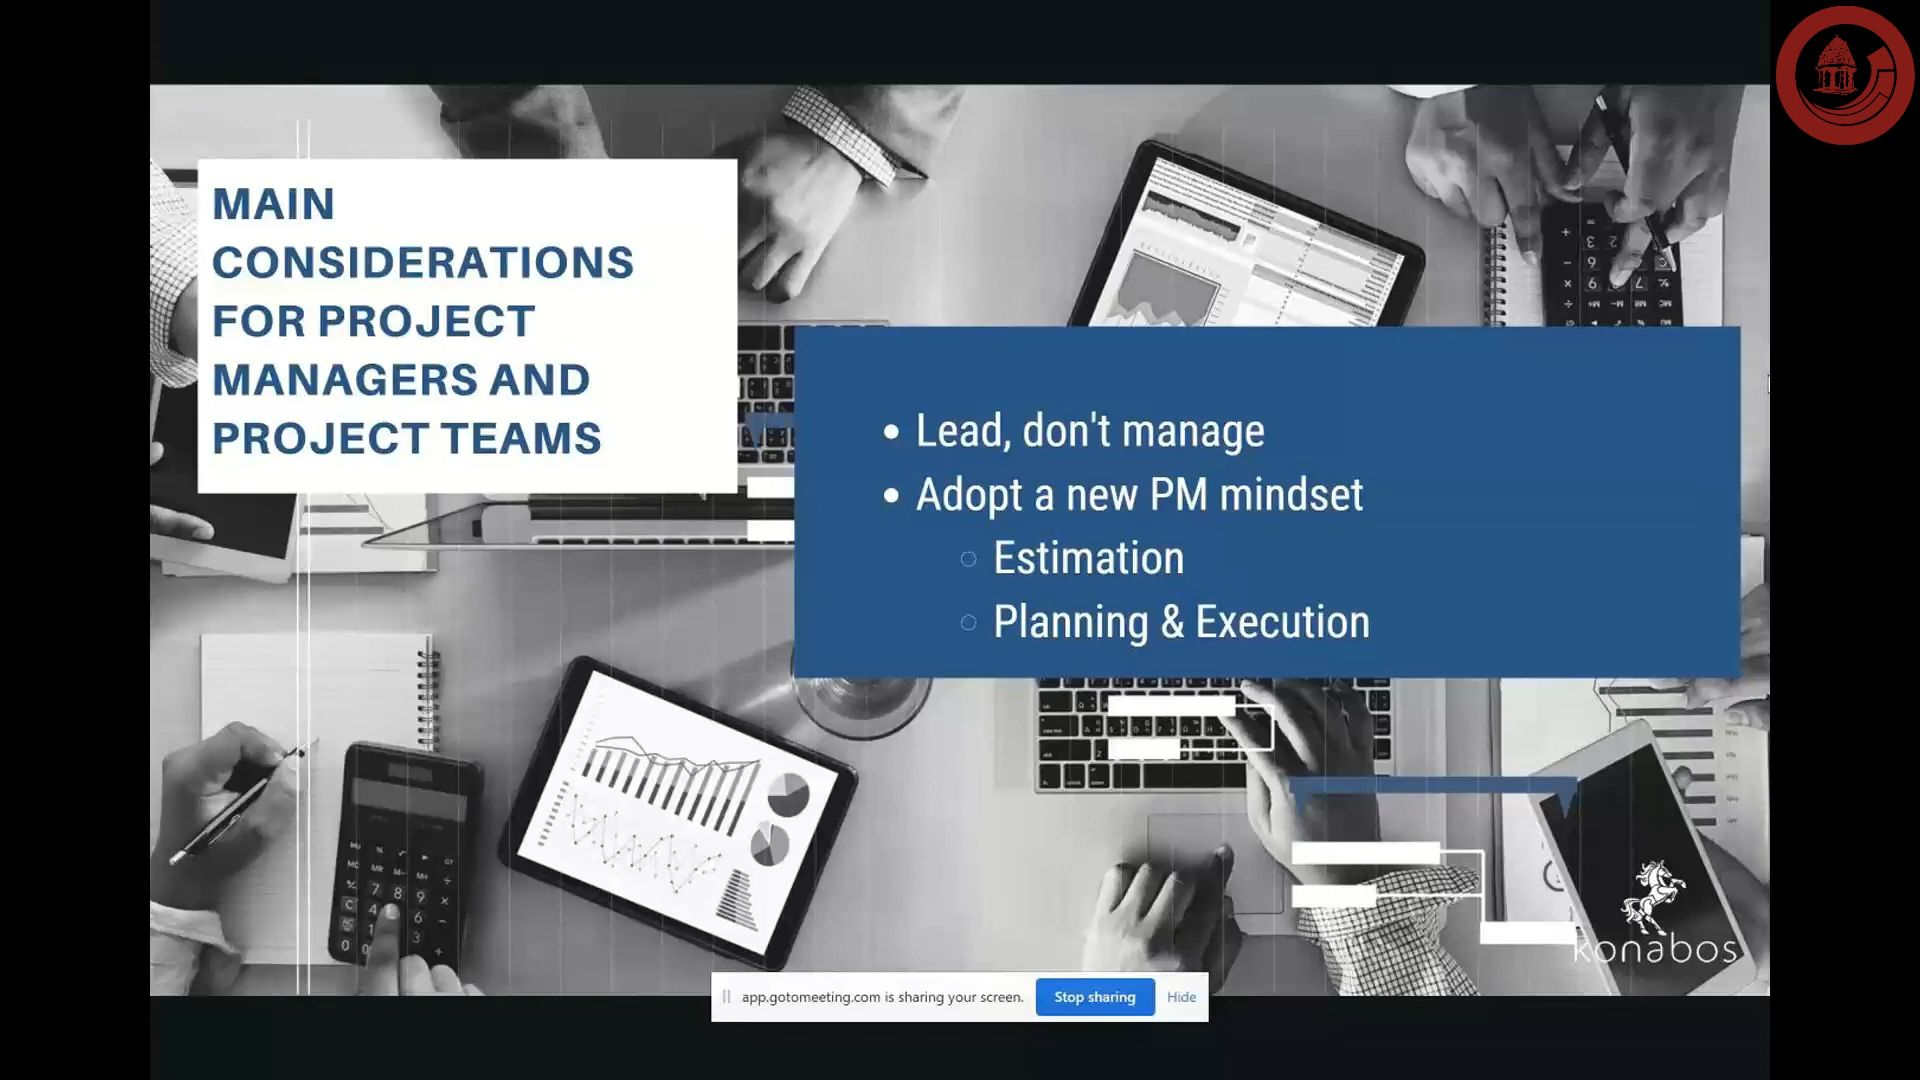 MAIN
CONSIDERATIONS
FOR PROJECT
MANAGERS AND
PROJECT TEAMS
Lead, don't manage
Adopt a new PM mindset
Estimation
Planning & Execution
konabos
app.gotomeeting.com is sharing your screen. Stop sharing Hide